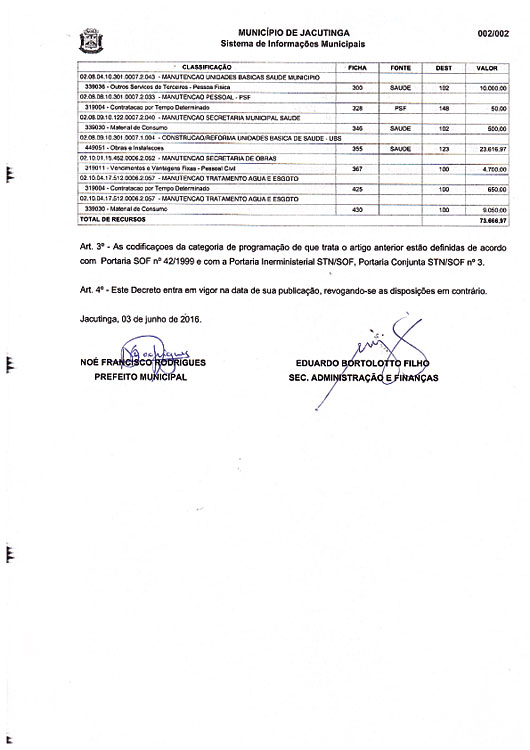 MUNICÍPIO DE JACUTINGA 002/002
Sistema de Informações Municipais
CLASSIFICAÇÃO FICHA FONTE DEST VALOR
02.08.04.10.301.0007.2.043 - MANUTENCAO UNIDADES BASICAS SAUDE MUNICIPIO
339036 - Outros Servicos de Terceiros - Pessoa Fisica 300 SAUDE 102 10.000,00
02.08.08.10.301.0007.2.033 - MANUTENCAO PESSOAL - PSF
319004 - Contratacao por Tempo Determinado 328 PSF 148 50,00
02.08.09.10.122.0007.2.040 - MANUTENCAO SECRETARIA MUNICIPAL SAUDE
339030 - Material de Consumo 346 SAUDE 102 500,00
02.08.09.10.301.0007.1.004 - CONSTRUCAO/REFORMA UNIDADES BASICA DE SAUDE - UBS
449051 - Obras e Instalacoes 355 SAUDE 123 23.616,97
02.10.01.15.452.0006.2.052 - MANUTENCAO SECRETARIA DE OBRAS
319011 - Vencimentos e Vantagens Fixas - Pessoal Civil 367 100 4.700,00
02.10.04.17.512.0006.2.057 - MANUTENCAO TRATAMENTO AGUA E ESGOTO
319004 - Contratacao por Tempo Determinado 425 100 650,00
02.10.04.17.512.0006.2.057 - MANUTENCAO TRATAMENTO AGUA E ESGOTO
339030 - Material de Consumo 430 100 9.050,00
TOTAL DE RECURSOS 73.666,97
Art. 3º - As codificaçoes da categoria de programação de que trata o artigo anterior estão definidas de acordo
com Portaria SOF nº 42/1999 e com a Portaria Inerministerial STN/SOF, Portaria Conjunta STN/SOF nº 3.
Art. 4º - Este Decreto entra em vigor na data de sua publicação, revogando-se as disposições em contrário.
Jacutinga, 03 de junho de 2016.
NOÉ FRANCISCO RODRIGUES EDUARDO BORTOLOTTO FILHO
PREFEITO MUNICIPAL SEC. ADMINISTRAÇÃO E FINANÇAS